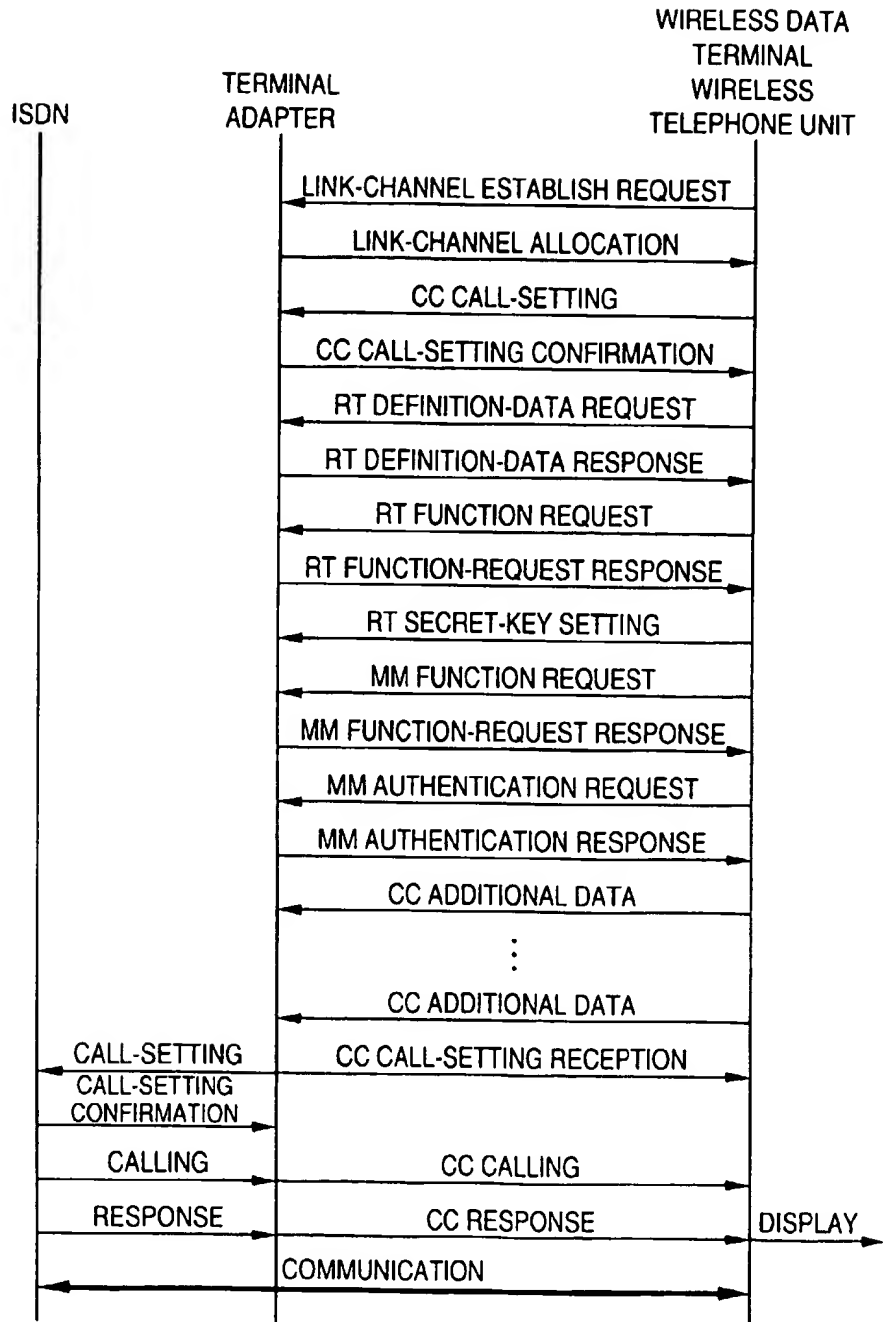 WIRELESS DATA
TERMINAL
WIRELESS
TELEPHONE UNIT
TERMINAL
ADAPTER
ISDN
LINK-CHANNEL ESTABLISH REQUEST
LINK-CHANNEL ALLOCATION
CC CALL-SETTING
CC CALL-SETTING CONFIRMATION
RT DEFINITION-DATA REQUEST
RT DEFINITION-DATA RESPONSE
RT FUNCTION REQUEST
RT FUNCTION-REQUEST RESPONSE
RT SECRET-KEY SETTING
MM FUNCTION REQUEST
MM FUNCTION-REQUEST RESPONSE
MM AUTHENTICATION REQUEST
MM AUTHENTICATION RESPONSE
CC ADDITIONAL DATA
CC ADDITIONAL DATA
CALL-SETTING
CC CALL-SETTING RECEPTION
CALL-SETTING
CONFIRMATION
CALLING
CC CALLING
RESPONSE
CC RESPONSE
DISPLAY
COMMUNICATION